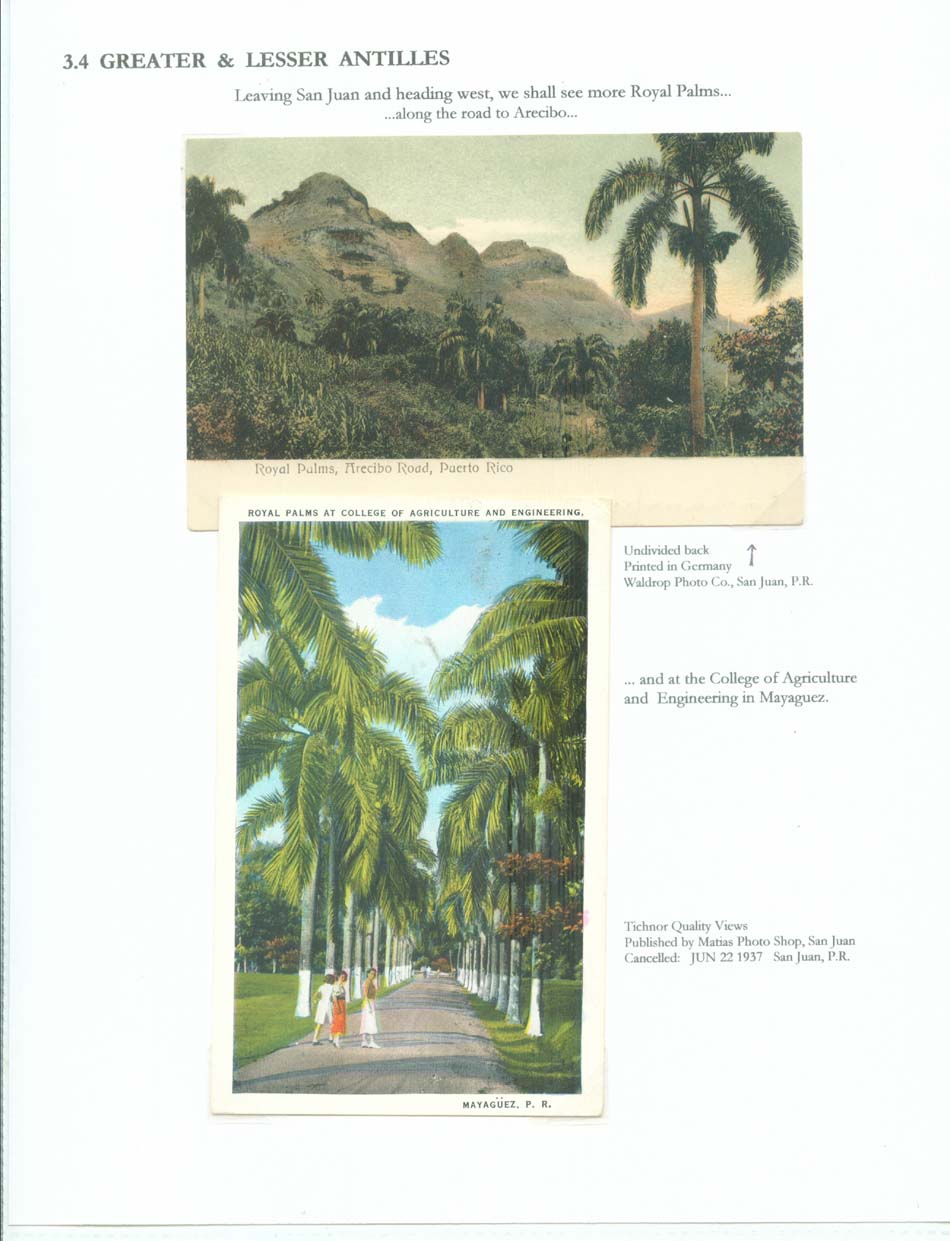 3.4 GREATER & LESSER ANTILLES
Leaving San Juan and heading west, we shall see more Royal Palms...
...along the road to Arecibo...
Royal Palms, Arecibo Road, Puerto Rico
ROYAL PALMS AT COLLEGE OF AGRICULTURE AND ENGINEERING.
Undivided back
Printed in Germany
Waldrop Photo Co., San Juan, P.R.
... and at the College of Agriculture
and Engineering in Mayaguez.
Tichnor Quality Views
Published by Matias Photo Shop, San Juan
Cancelled: JUN 22 1937 San Juan, P.R.
MAYAGÜEZ, P. R.